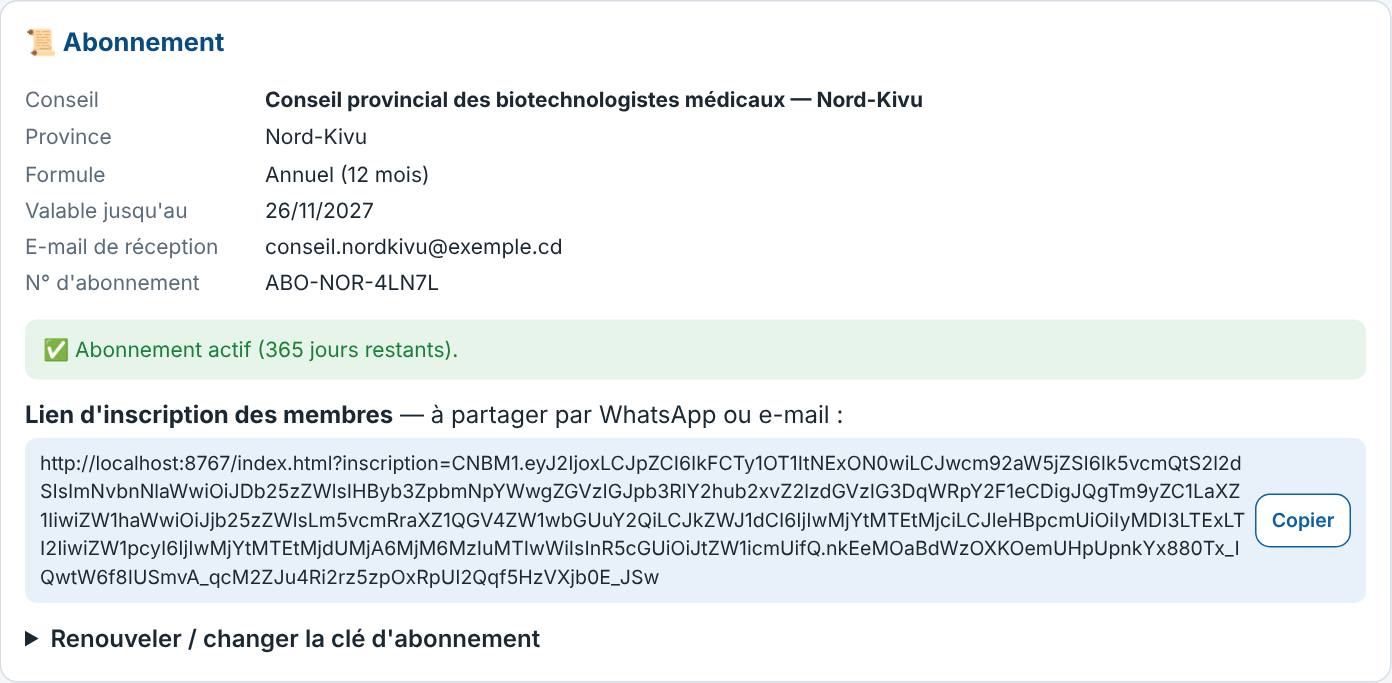 📜 Abonnement
Conseil Conseil provincial des biotechnologistes médicaux — Nord-Kivu
Province Nord-Kivu
Formule Annuel (12 mois)
Valable jusqu'au 26/11/2027
E-mail de réception conseil.nordkivu@exemple.cd
N° d'abonnement ABO-NOR-4LN7L
✅ Abonnement actif (365 jours restants).
Lien d'inscription des membres — à partager par WhatsApp ou e-mail :
http://localhost:8767/index.html?inscription=CNBM1.eyJ2IjoxLCJpZCI6IkFCTy1OT1ItNExON0wiLCJwcm92aW5jZSI6Ik5vcmQtS2l2d
SIsImNvbnNlaWwiOiJDb25zZWlsIHByb3ZpbmNpYWwgZGVzIGJpb3RlY2hub2xvZ2lzdGVzIG3DqWRpY2F1eCDigJQgTm9yZC1LaXZ
1IiwiZW1haWwiOiJjb25zZWlsLm5vcmRraXZ1QGV4ZW1wbGUuY2QiLCJkZWJ1dCI6IjIwMjYtMTEtMjciLCJleHBpcmUiOiIyMDI3LTExLT
I2IiwiZW1pcyI6IjIwMjYtMTEtMjdUMjA6MjM6MzIuMTIwWiIsInR5cGUiOiJtZW1icmUifQ.nkEeMOaBdWzOXKOemUHpUpnkYx880Tx_I
QwtW6f8IUSmvA_qcM2ZJu4Ri2rz5zpOxRpUI2Qqf5HzVXjb0E_JSw
Copier
▶ Renouveler / changer la clé d'abonnement